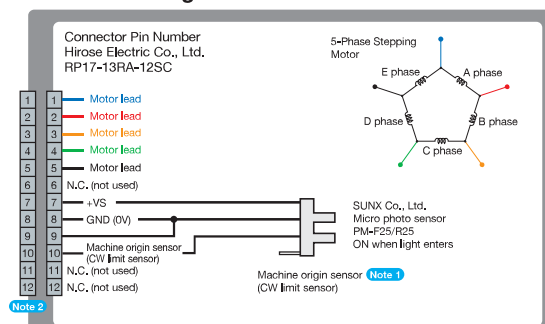 Connector Pin Number
Hirose Electric Co., Ltd.
RP17-13RA-12SC
5-Phase Stepping
Motor
E phase
A phase
D phase
B phase
C phase
1 1 Motor lead
2 2 Motor lead
3 3 Motor lead
4 4 Motor lead
5 5 Motor lead
6 6 N.C. (not used)
7 7 +VS
8 8 GND (0V)
9 9
10 10 Machine origin sensor
(CW limit sensor)
11 11 N.C. (not used)
12 12 N.C. (not used)
Note 2
SUNX Co., Ltd.
Micro photo sensor
PM-F25/R25
ON when light enters
Machine origin sensor Note 1
(CW limit sensor)